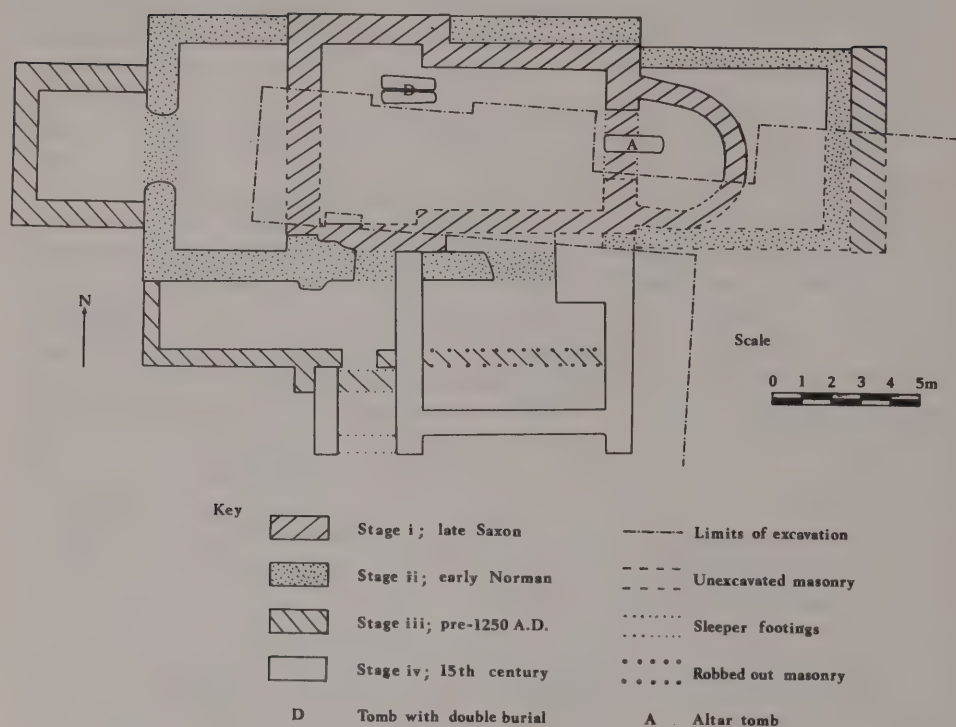 D
A
N
Scale
0 1 2 3 4 5m
Key
Stage i; late Saxon
Stage ii; early Norman
Stage iii; pre-1250 A.D.
Stage iv; 15th century
D Tomb with double burial
Limits of excavation
Unexcavated masonry
Sleeper footings
Robbed out masonry
A Altar tomb